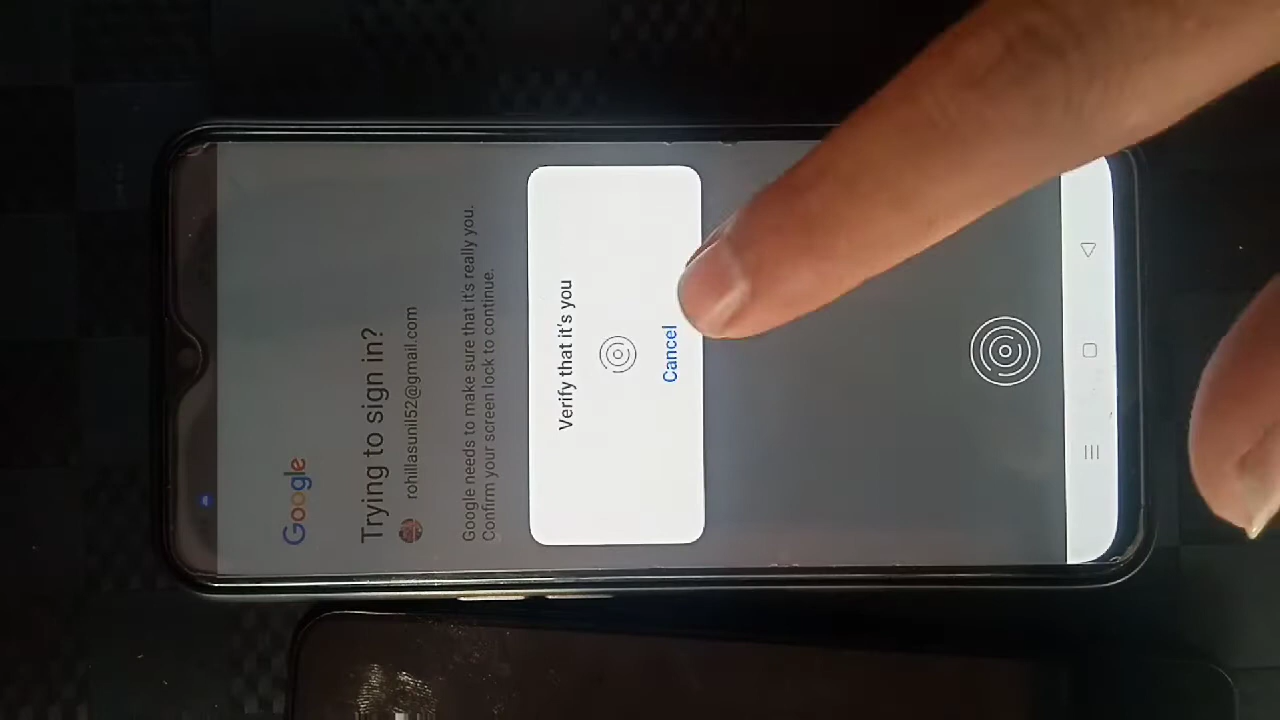 Google
Trying to sign in?
rohillasunil52@gmail.com
Google needs to make sure that it's really you.
Confirm your screen lock to continue.
Verify that it's you
Cancel